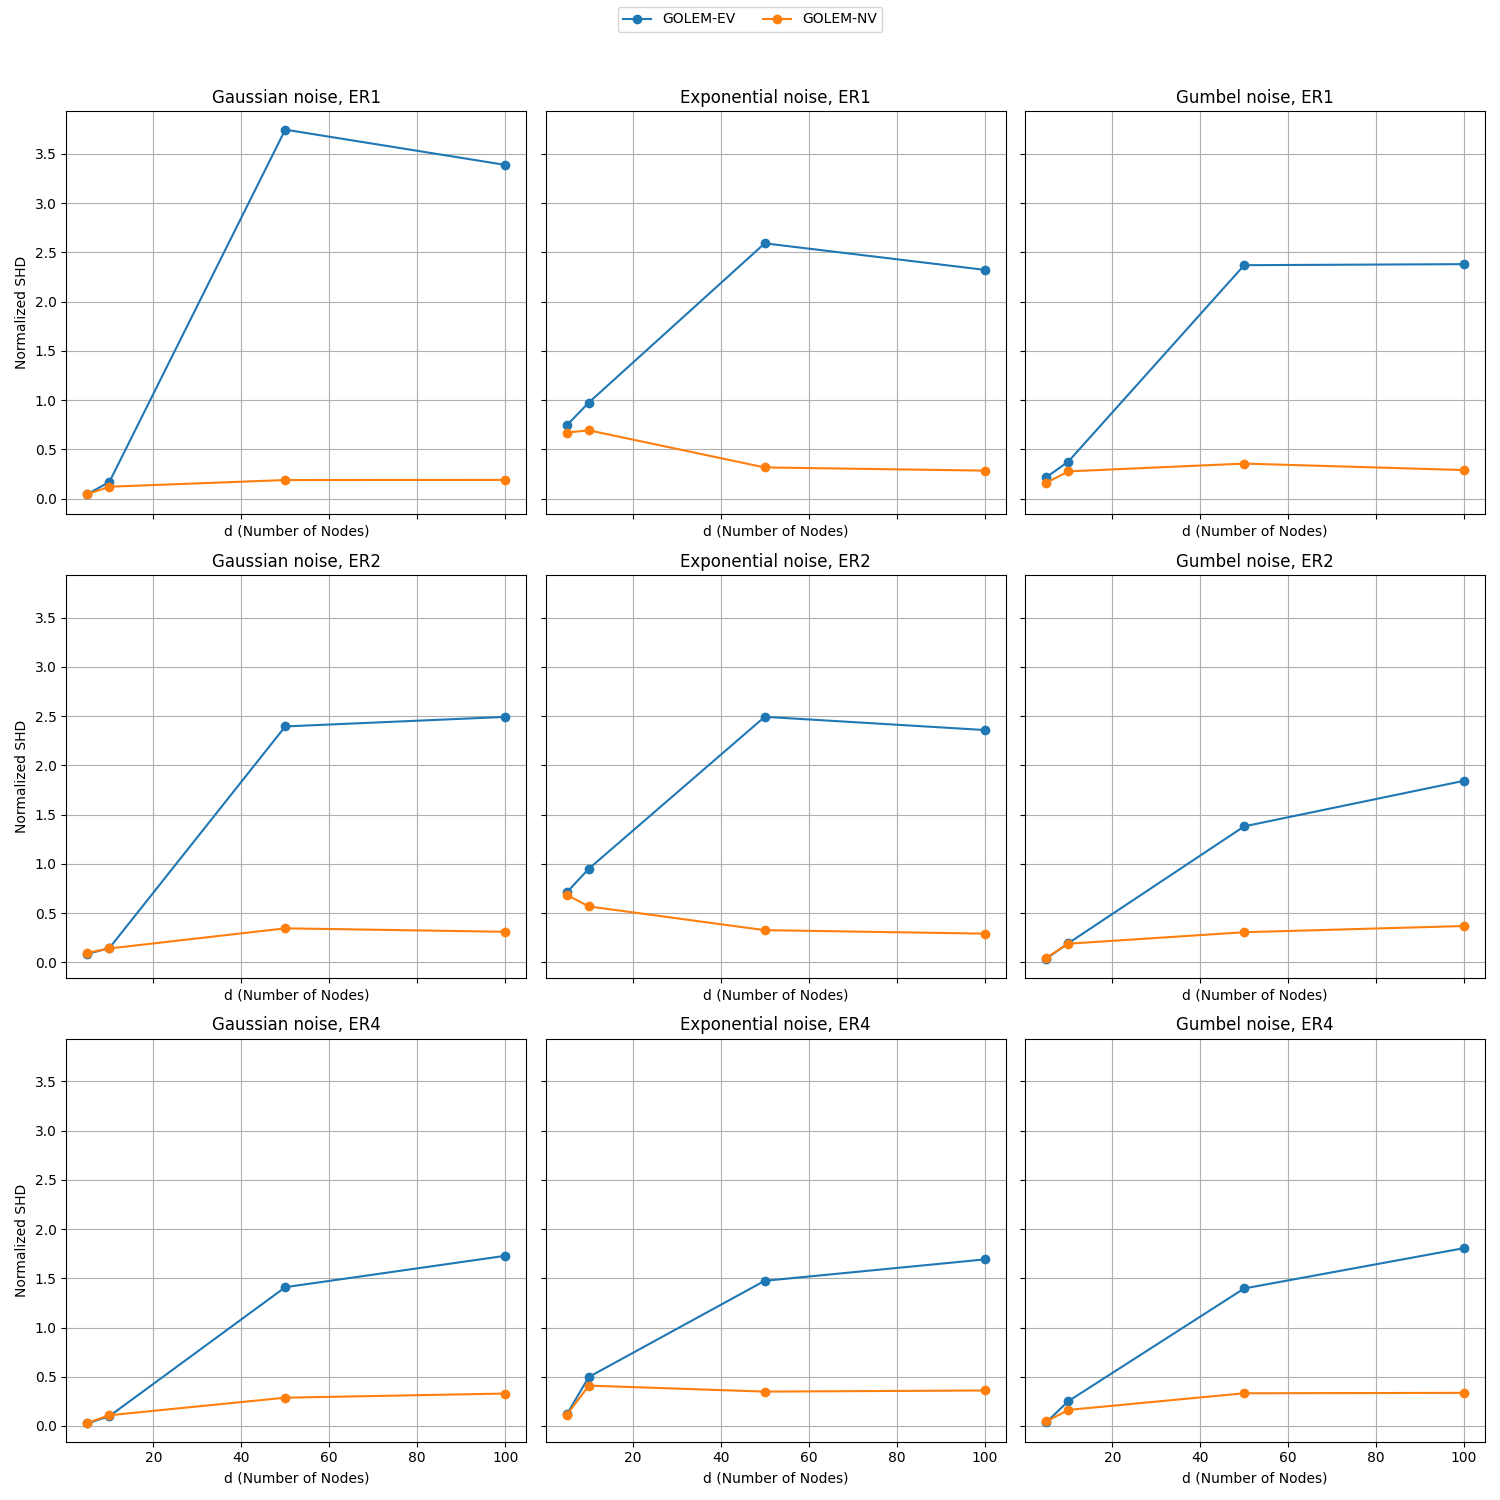 GOLEM-EV GOLEM-NV
Gaussian noise, ER1
Exponential noise, ER1
Gumbel noise, ER1
Normalized SHD
3.5
3.0
2.5
2.0
1.5
1.0
0.5
0.0
d (Number of Nodes)
d (Number of Nodes)
d (Number of Nodes)
Gaussian noise, ER2
Exponential noise, ER2
Gumbel noise, ER2
Normalized SHD
3.5
3.0
2.5
2.0
1.5
1.0
0.5
0.0
d (Number of Nodes)
d (Number of Nodes)
d (Number of Nodes)
Gaussian noise, ER4
Exponential noise, ER4
Gumbel noise, ER4
Normalized SHD
3.5
3.0
2.5
2.0
1.5
1.0
0.5
0.0
20 40 60 80 100
20 40 60 80 100
20 40 60 80 100
d (Number of Nodes)
d (Number of Nodes)
d (Number of Nodes)